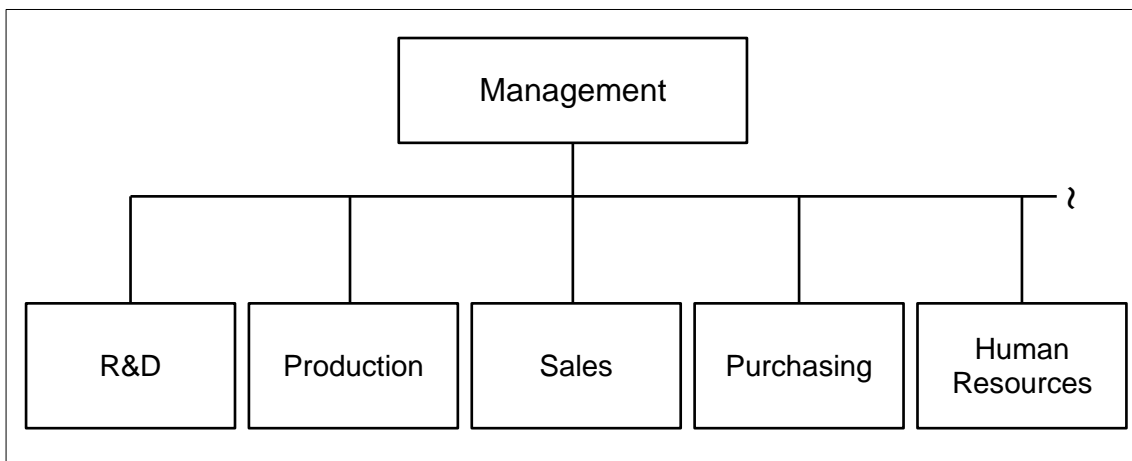 Management
R&D
Production
Sales
Purchasing
Human
Resources